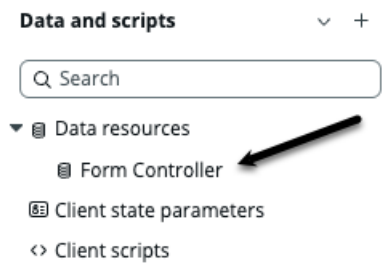 Data and scripts
Search
Data resources
Form Controller
Client state parameters
Client scripts